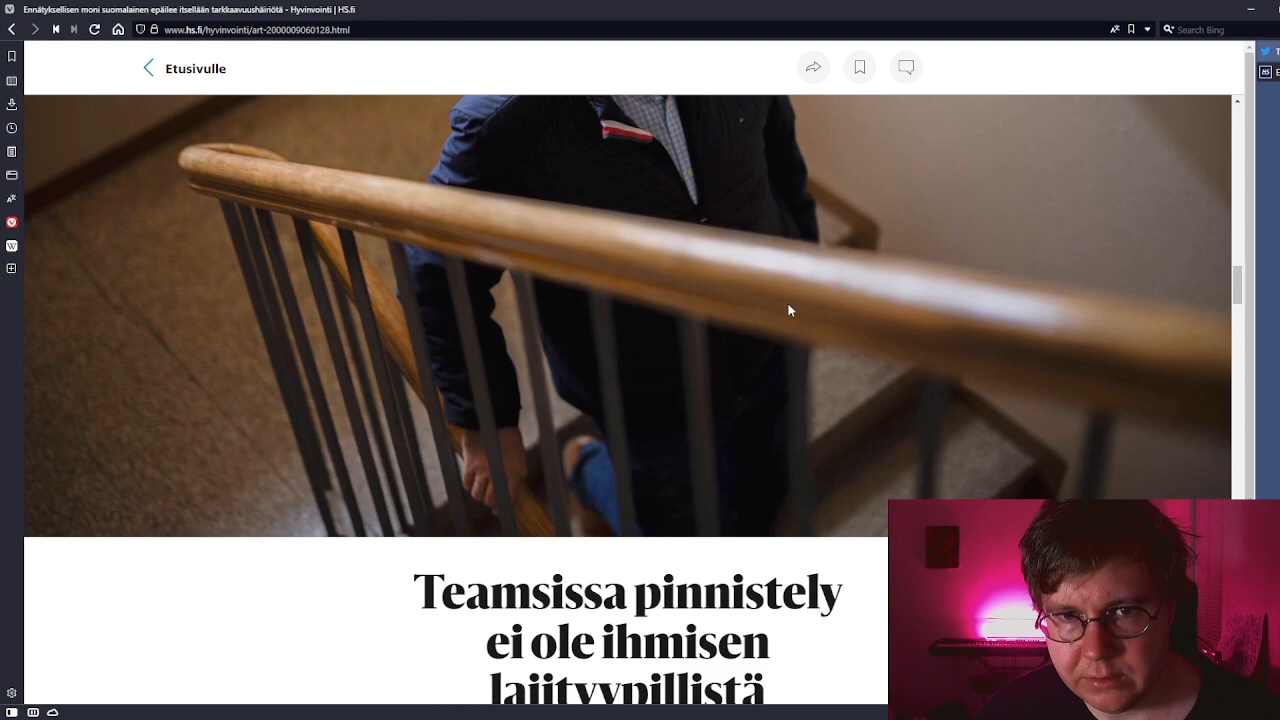 Ennätyksellisen moni suomalainen epäilee itsellään tarkkaavuushäiriötä - Hyvinvointi | HS.fi
www.hs.fi/hyvinvointi/art-2000009060128.html
Search Bing
Etusivulle
Teamsissa pinnistely
ei ole ihmisen
lajityypillistä